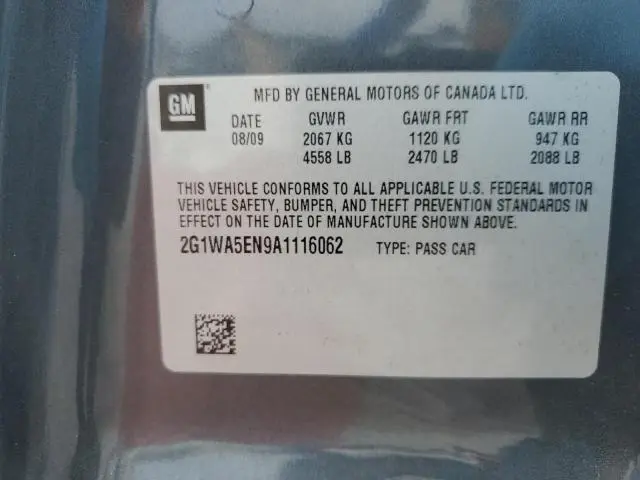 GM
MFD BY GENERAL MOTORS OF CANADA LTD.
DATE GVWR GAWR FRT GAWR RR
08/09 2067 KG 1120 KG 947 KG
4558 LB 2470 LB 2088 LB
THIS VEHICLE CONFORMS TO ALL APPLICABLE U.S. FEDERAL MOTOR
VEHICLE SAFETY, BUMPER, AND THEFT PREVENTION STANDARDS IN
EFFECT ON THE DATE OF MANUFACTURE SHOWN ABOVE.
2G1WA5EN9A1116062 TYPE: PASS CAR